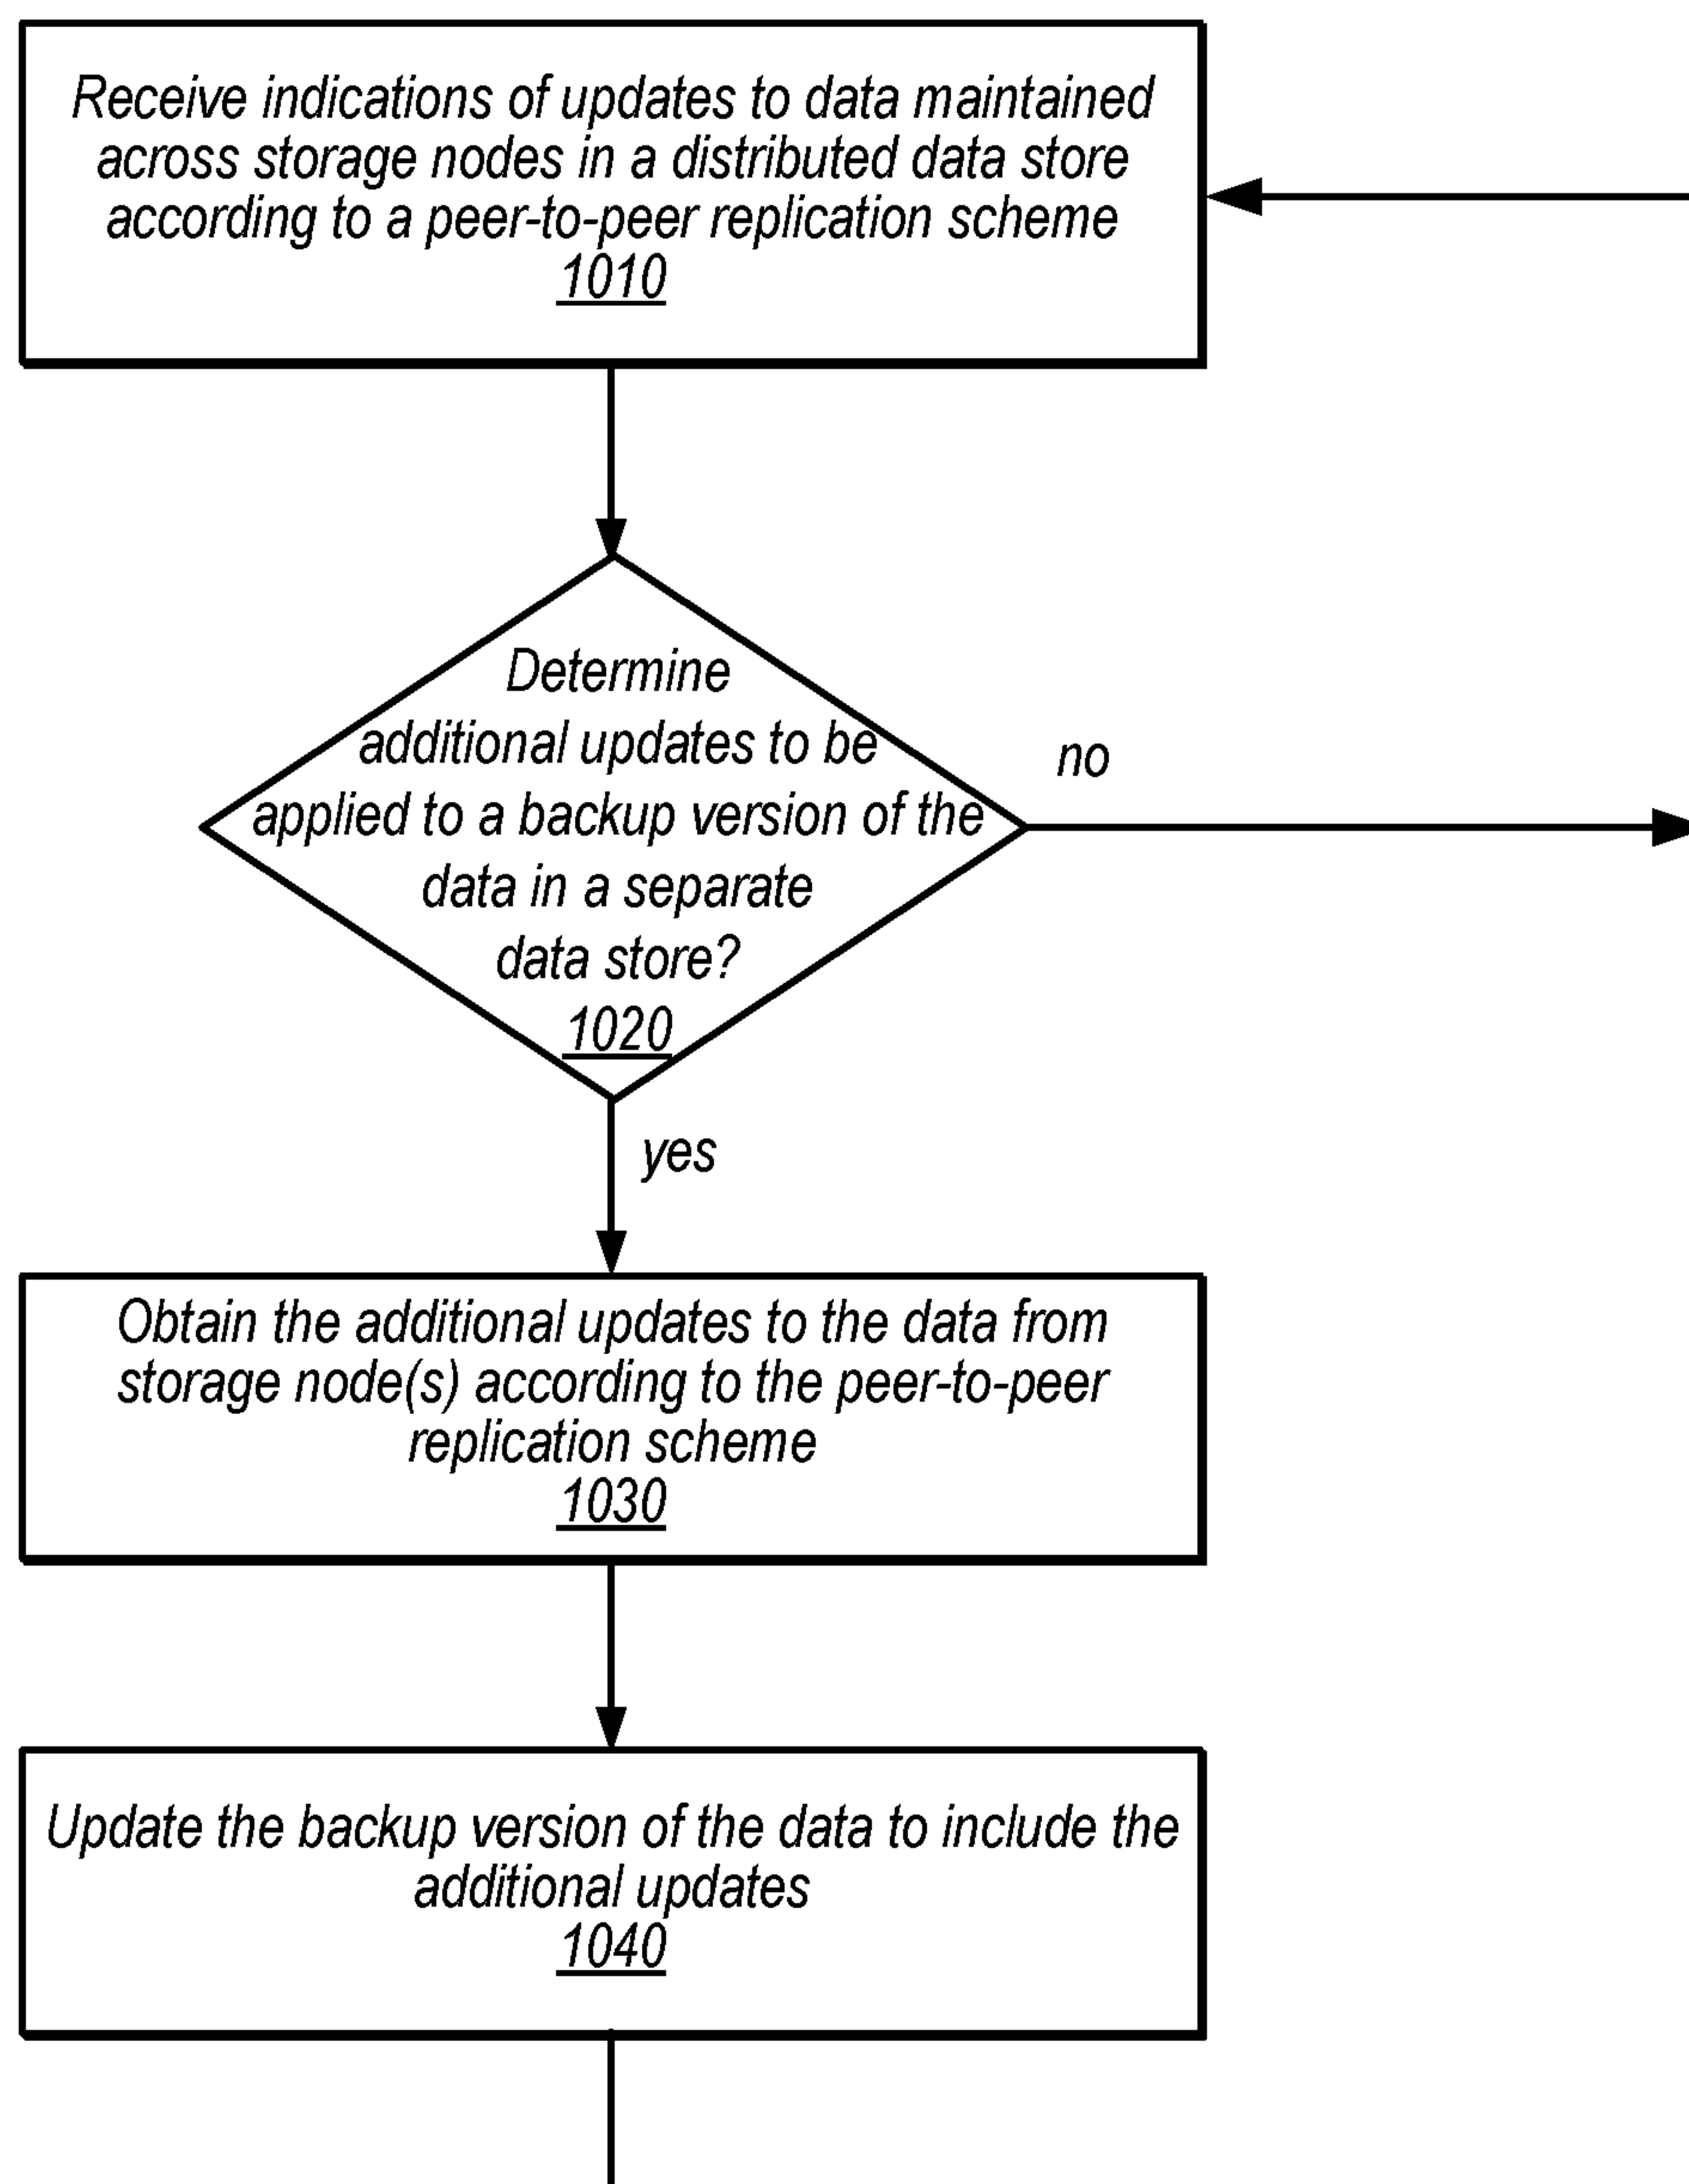 Receive indications of updates to data maintained
across storage nodes in a distributed data store
according to a peer-to-peer replication scheme
1010
Determine
additional updates to be
applied to a backup version of the
data in a separate
data store?
1020
no
yes
Obtain the additional updates to the data from
storage node(s) according to the peer-to-peer
replication scheme
1030
Update the backup version of the data to include the
additional updates
1040